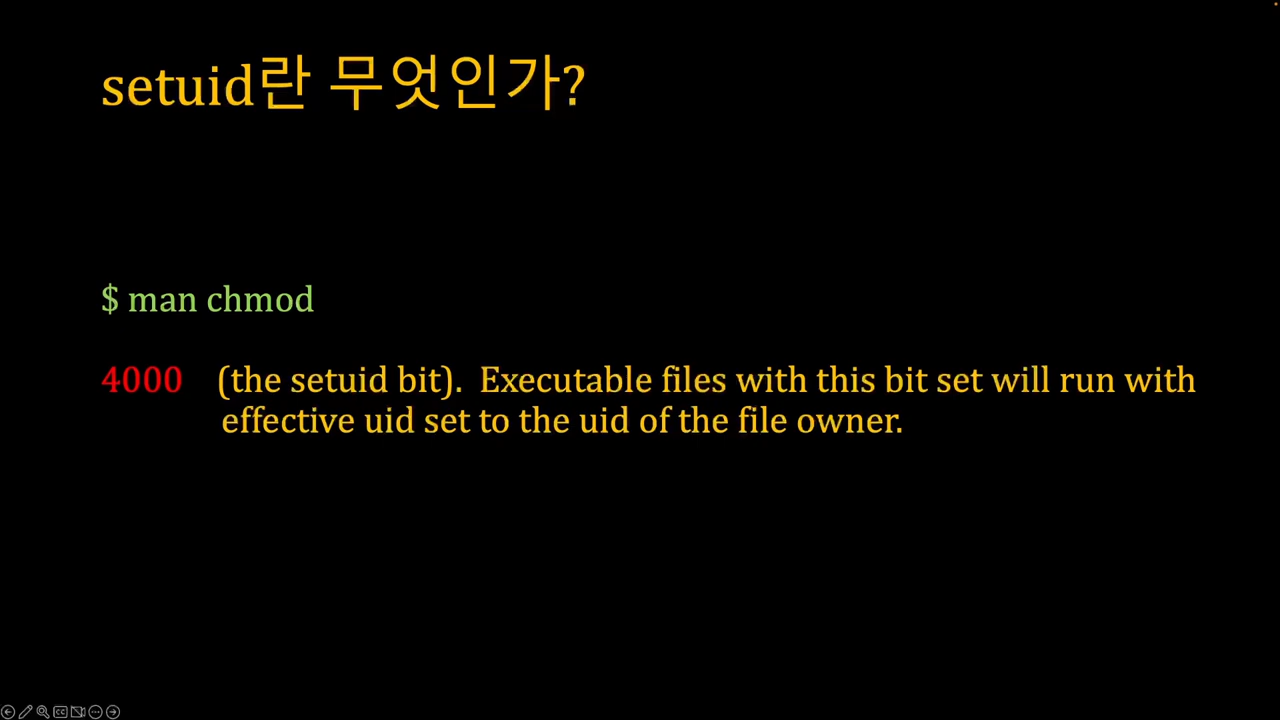 setuid란 무엇인가?
$ man chmod
4000 (the setuid bit). Executable files with this bit set will run with
effective uid set to the uid of the file owner.